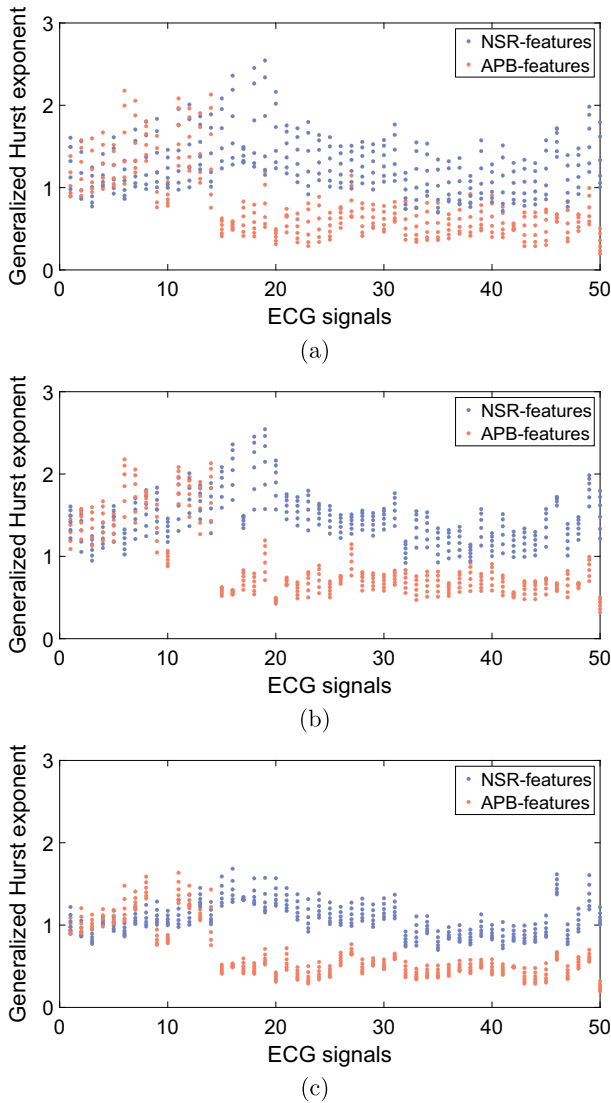 3
NSR-features
APB-features
2
1
0
Generalized Hurst exponent
0 10 20 30 40 50
ECG signals
(a)
3
NSR-features
APB-features
2
1
0
Generalized Hurst exponent
0 10 20 30 40 50
ECG signals
(b)
3
NSR-features
APB-features
2
1
0
Generalized Hurst exponent
0 10 20 30 40 50
ECG signals
(c)